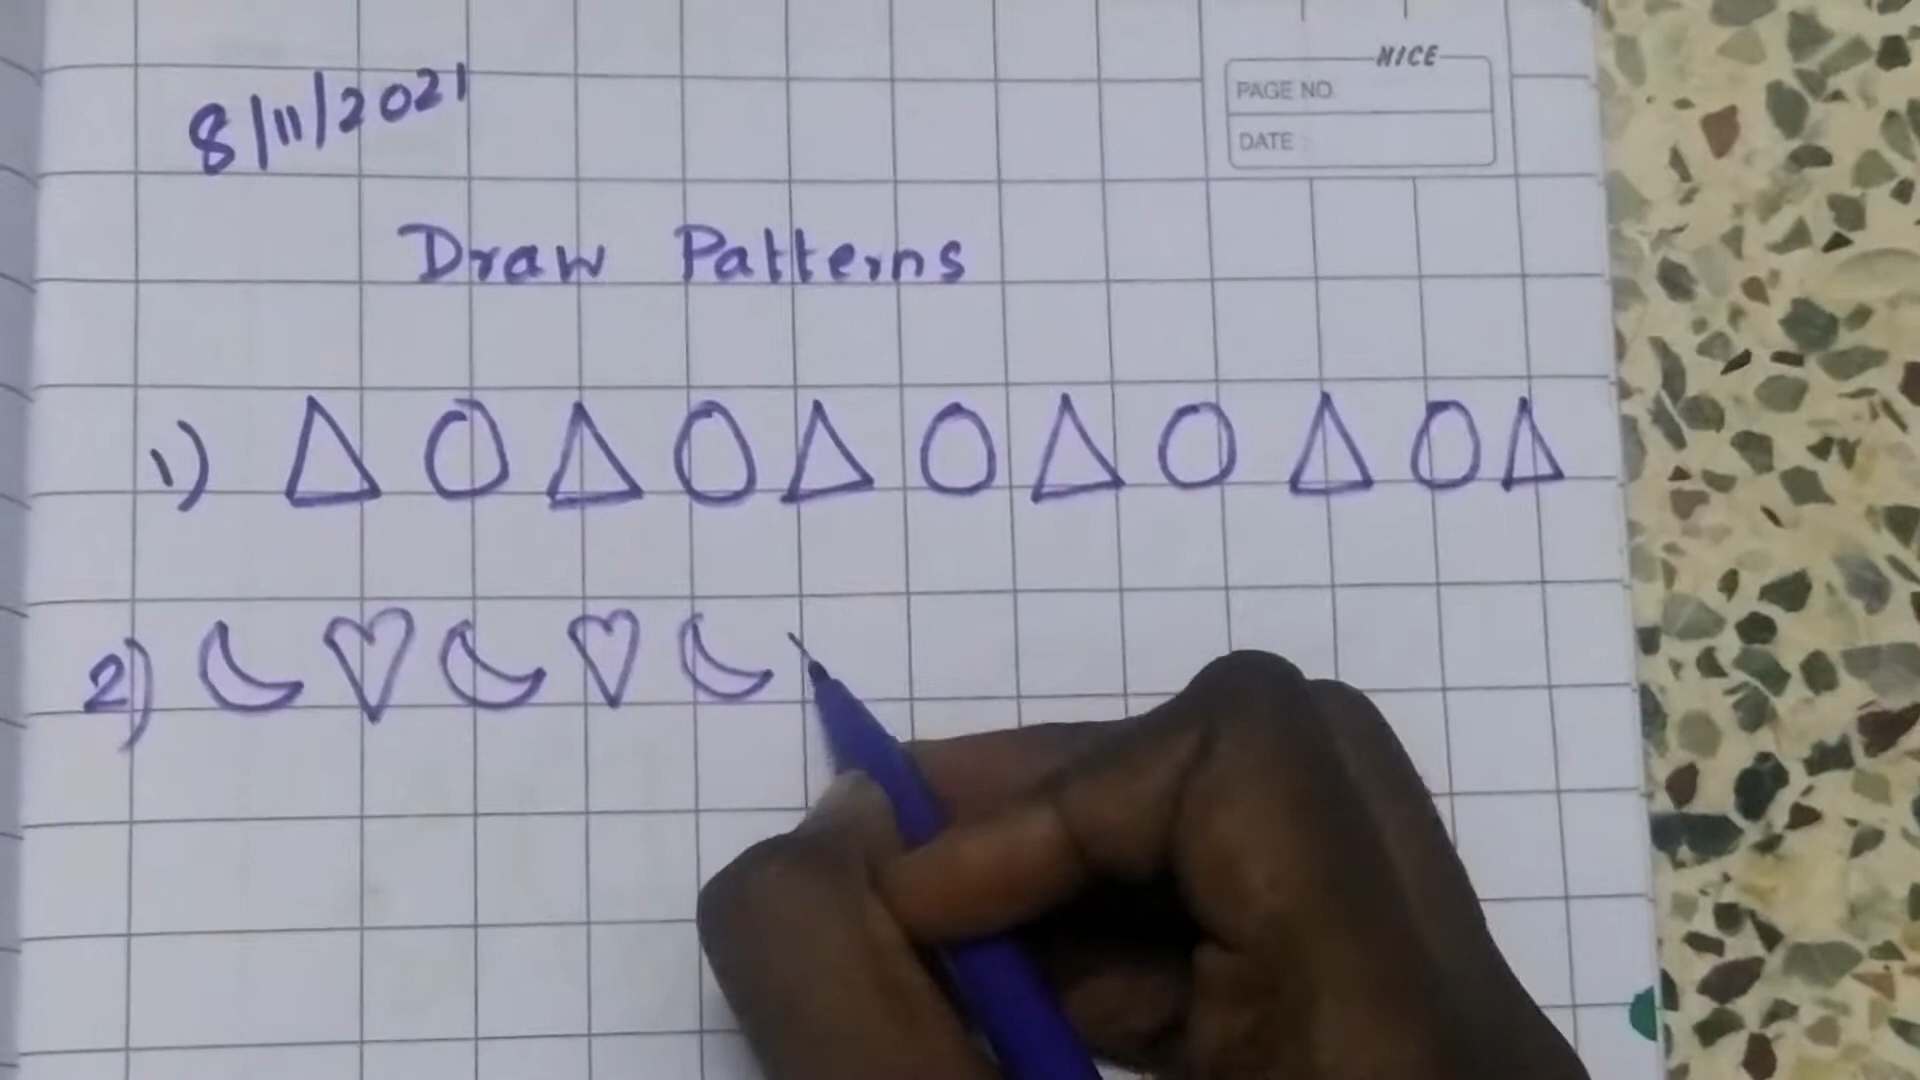 NICE
PAGE NO
DATE :
8/11/2021
Draw Patterns
1)
2)